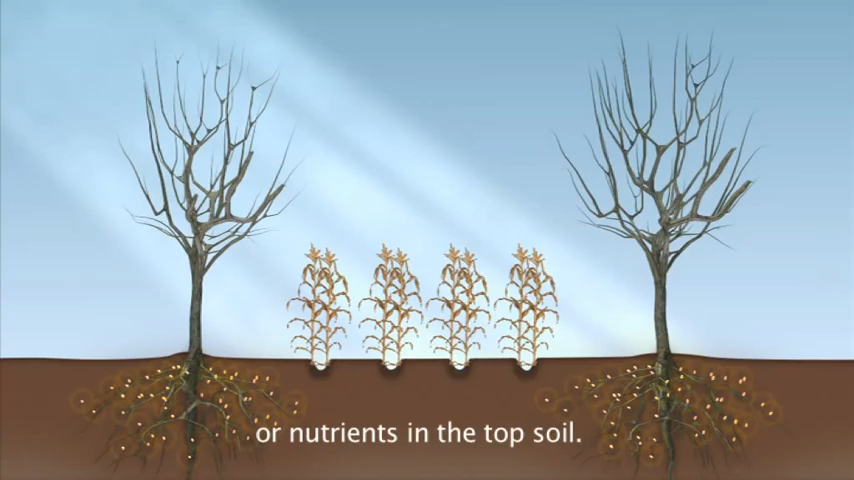 or nutrients in the top soil.